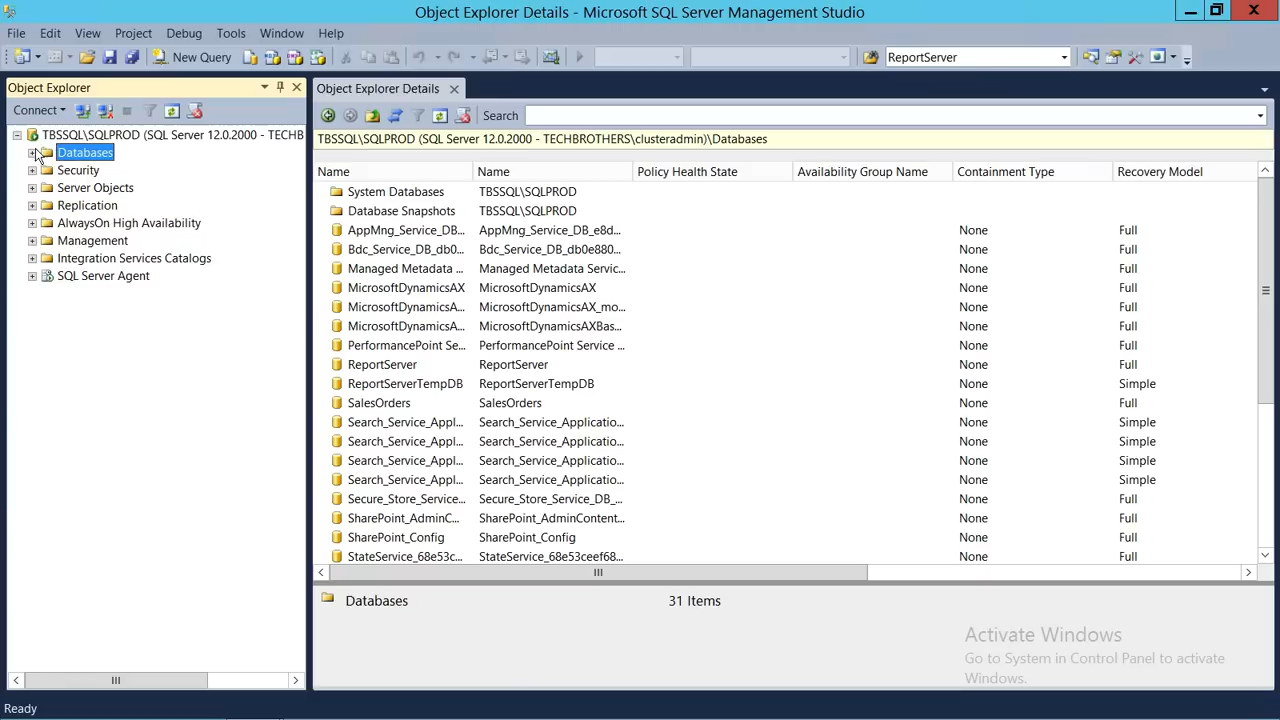 Object Explorer Details - Microsoft SQL Server Management Studio
File Edit View Project Debug Tools Window Help
New Query ReportServer
Object Explorer
Connect
TBSSQL\SQLPROD (SQL Server 12.0.2000 - TECHB
Databases
Security
Server Objects
Replication
AlwaysOn High Availability
Management
Integration Services Catalogs
SQL Server Agent
Object Explorer Details
Search
TBSSQL\SQLPROD (SQL Server 12.0.2000 - TECHBROTHERS\clusteradmin)\Databases
Name Name Policy Health State Availability Group Name Containment Type Recovery Model
System Databases TBSSQL\SQLPROD
Database Snapshots TBSSQL\SQLPROD
AppMng_Service_DB... AppMng_Service_DB_e8d... None Full
Bdc_Service_DB_db0... Bdc_Service_DB_db0e880... None Full
Managed Metadata ... Managed Metadata Servic... None Full
MicrosoftDynamicsAX MicrosoftDynamicsAX None Full
MicrosoftDynamicsA... MicrosoftDynamicsAX_mo... None Full
MicrosoftDynamicsA... MicrosoftDynamicsAXBas... None Full
PerformancePoint Se... PerformancePoint Service ... None Full
ReportServer ReportServer None Full
ReportServerTempDB ReportServerTempDB None Simple
SalesOrders SalesOrders None Full
Search_Service_Appl... Search_Service_Applicatio... None Simple
Search_Service_Appl... Search_Service_Applicatio... None Simple
Search_Service_Appl... Search_Service_Applicatio... None Simple
Search_Service_Appl... Search_Service_Applicatio... None Simple
Secure_Store_Service... Secure_Store_Service_DB_... None Full
SharePoint_AdminC... SharePoint_AdminContent... None Full
SharePoint_Config SharePoint_Config None Full
StateService_68e53c... StateService_68e53ceef68... None Full
Databases 31 Items
Activate Windows
Go to System in Control Panel to activate
Windows.
Ready